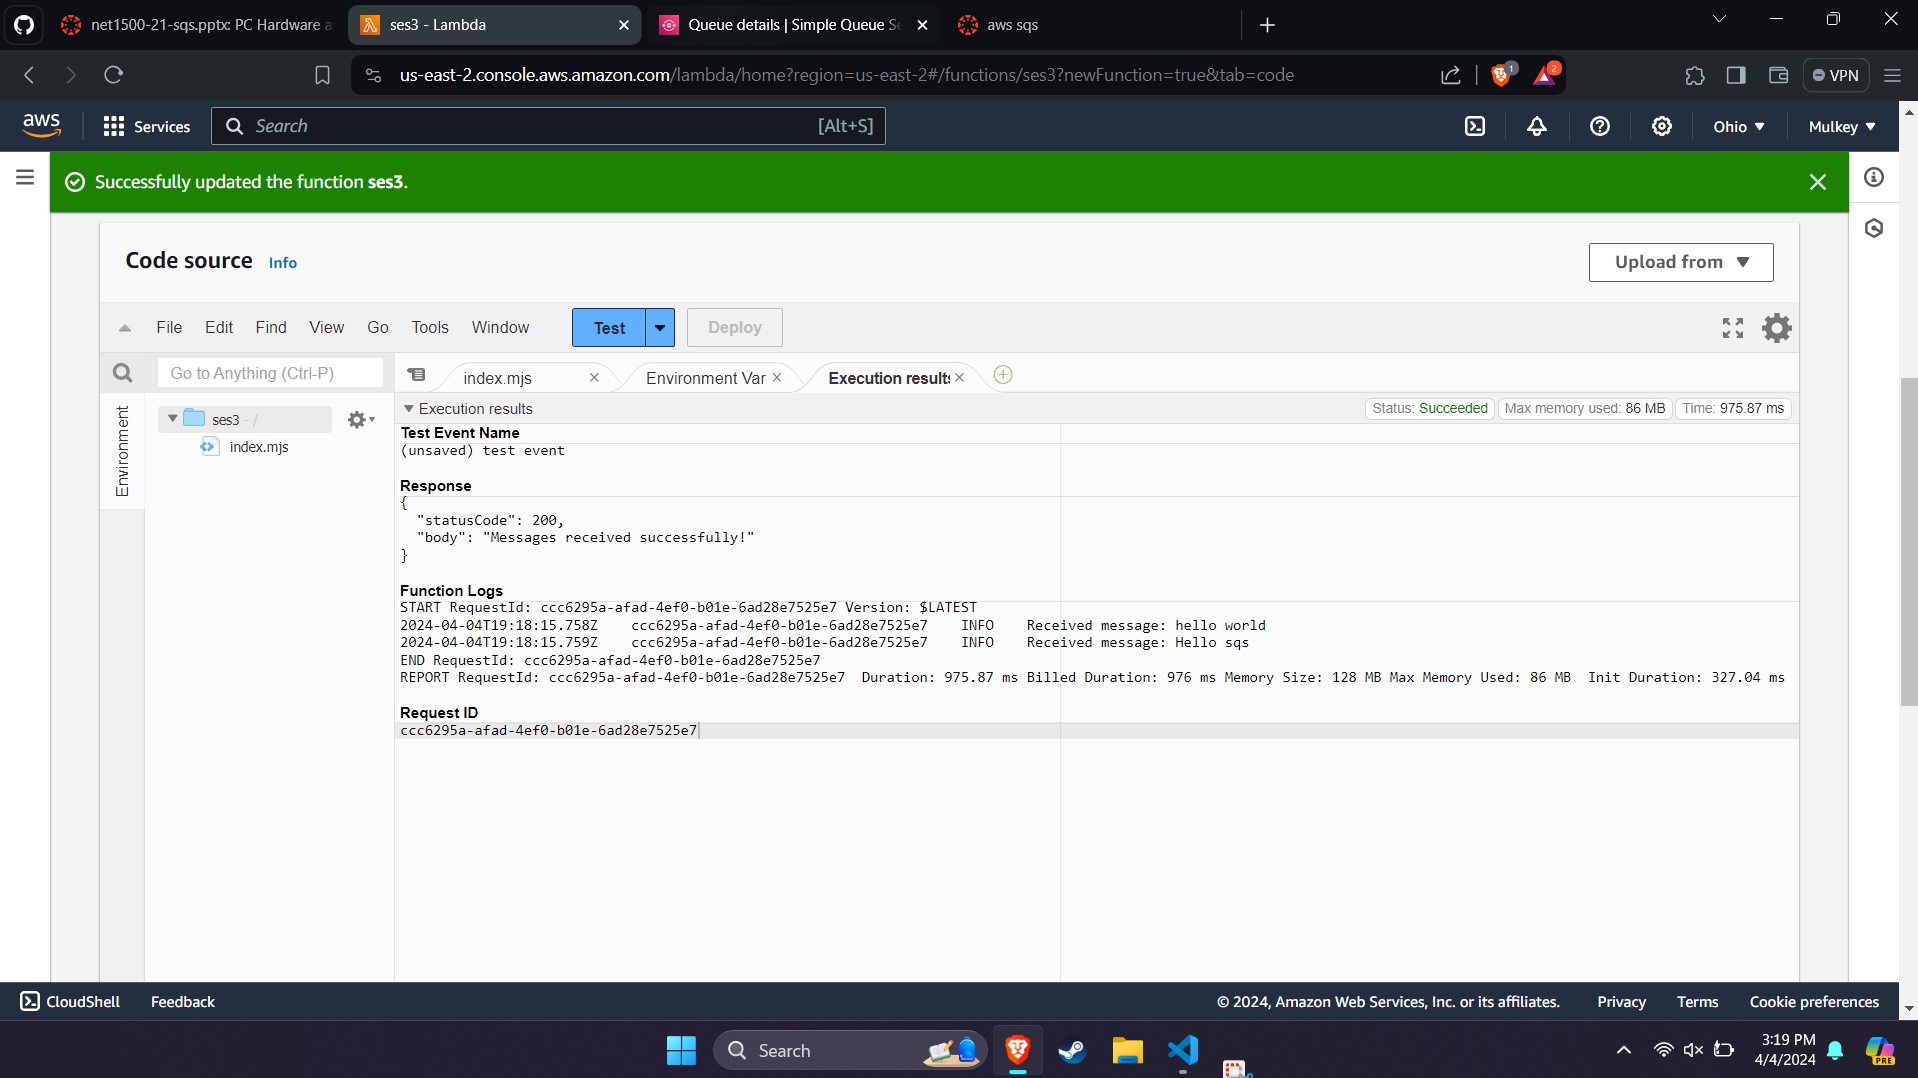 net1500-21-sqs.pptx: PC Hardware a
ses3 - Lambda
Queue details | Simple Queue Se
aws sqs
us-east-2.console.aws.amazon.com/lambda/home?region=us-east-2#/functions/ses3?newFunction=true&tab=code
1
2
VPN
aws
Services
Search
[Alt+S]
Ohio
Mulkey
Successfully updated the function ses3.
Code source
Info
Upload from
File
Edit
Find
View
Go
Tools
Window
Test
Deploy
Go to Anything (Ctrl-P)
index.mjs
Environment Var
Execution results
Environment
ses3 - /
index.mjs
Execution results
Status: Succeeded
Max memory used: 86 MB
Time: 975.87 ms
Test Event Name
(unsaved) test event
Response
{
"statusCode": 200,
"body": "Messages received successfully!"
}
Function Logs
START RequestId: ccc6295a-afad-4ef0-b01e-6ad28e7525e7 Version: $LATEST
2024-04-04T19:18:15.758Z ccc6295a-afad-4ef0-b01e-6ad28e7525e7 INFO Received message: hello world
2024-04-04T19:18:15.759Z ccc6295a-afad-4ef0-b01e-6ad28e7525e7 INFO Received message: Hello sqs
END RequestId: ccc6295a-afad-4ef0-b01e-6ad28e7525e7
REPORT RequestId: ccc6295a-afad-4ef0-b01e-6ad28e7525e7 Duration: 975.87 ms Billed Duration: 976 ms Memory Size: 128 MB Max Memory Used: 86 MB Init Duration: 327.04 ms
Request ID
ccc6295a-afad-4ef0-b01e-6ad28e7525e7
CloudShell
Feedback
© 2024, Amazon Web Services, Inc. or its affiliates.
Privacy
Terms
Cookie preferences
Search
3:19 PM
4/4/2024
PRE